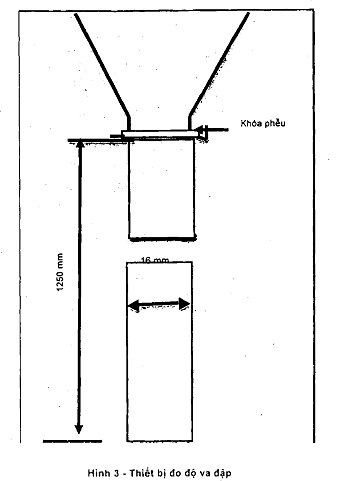 Khóa phễu
16 mm
1250 mm
Hình 3 - Thiết bị đo độ va đập